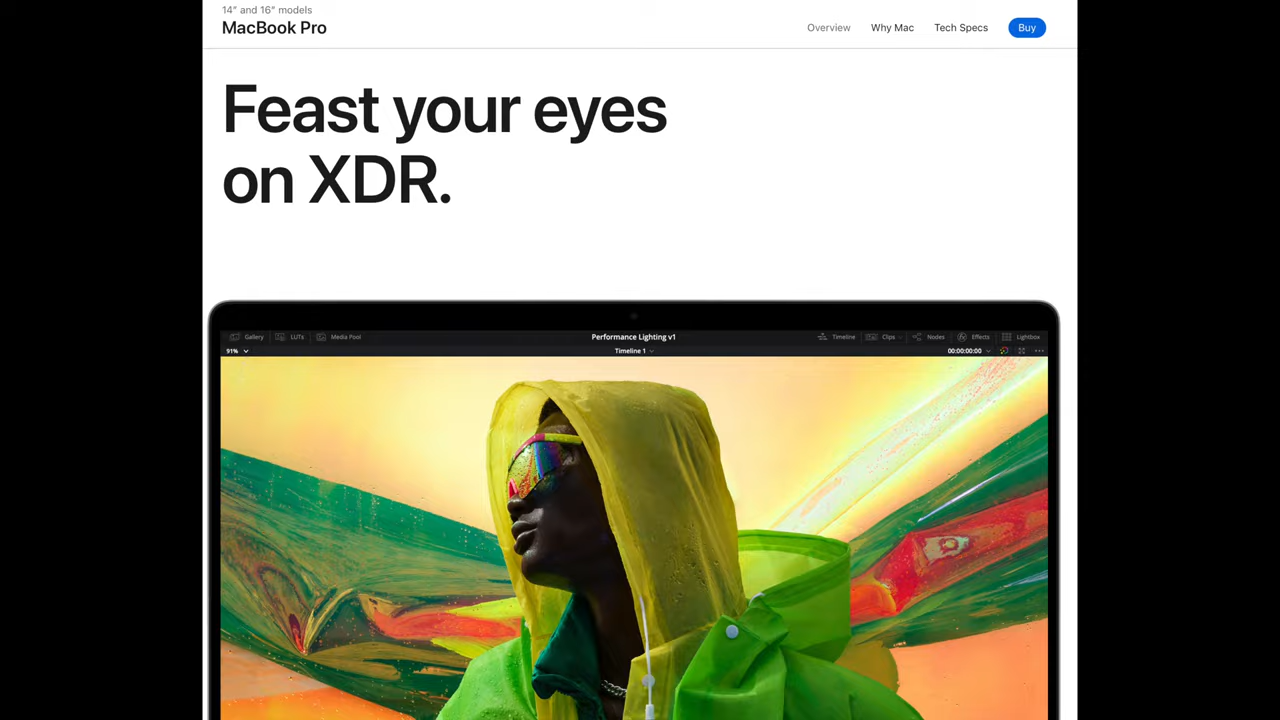 14” and 16” models
MacBook Pro
Overview Why Mac Tech Specs Buy
Feast your eyes
on XDR.
Gallery LUTs Media Pool Performance Lighting v1 Timeline Clips Nodes Effects Lightbox
91% Timeline 1 00:00:00:00